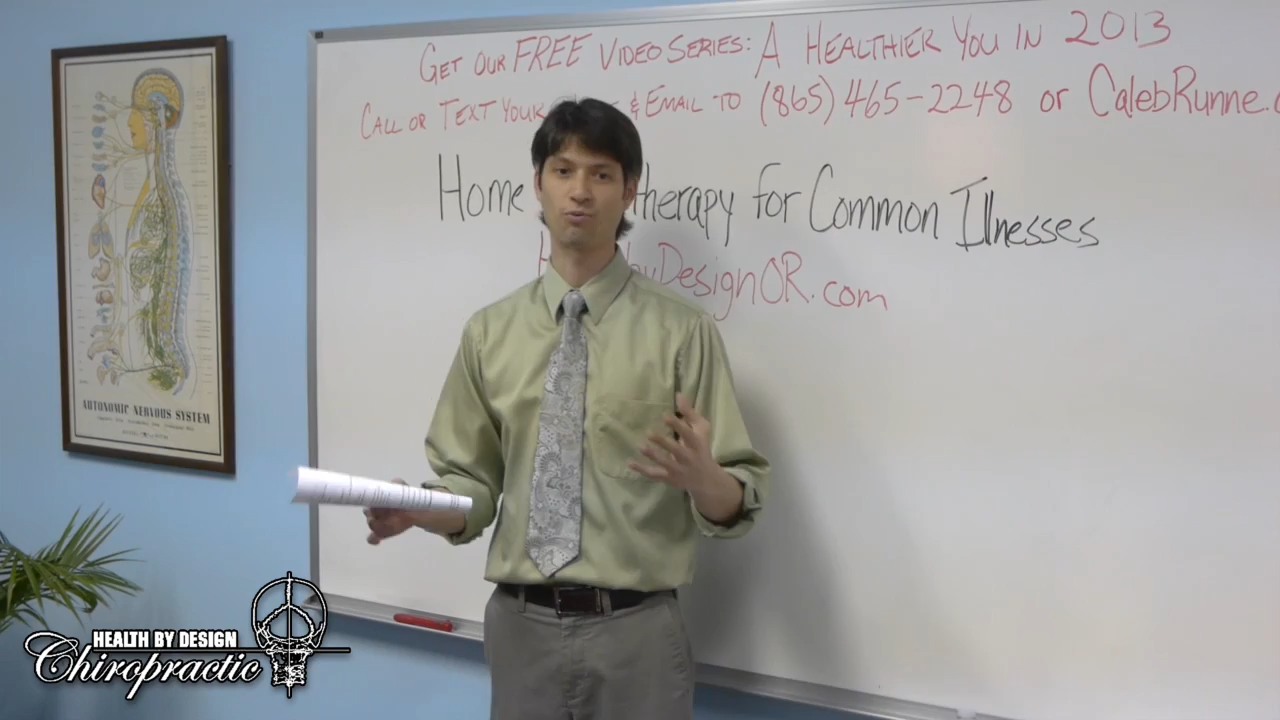 GET OUR FREE VIDEO SERIES: A HEALTHIER YOU IN 2013
CALL OR TEXT YOUR & EMAIL TO (865) 465-2248 or CalebRunne.c
Home therapy for Common Illnesses
DesignOR.com
AUTONOMIC NERVOUS SYSTEM
HEALTH BY DESIGN
Chiropractic